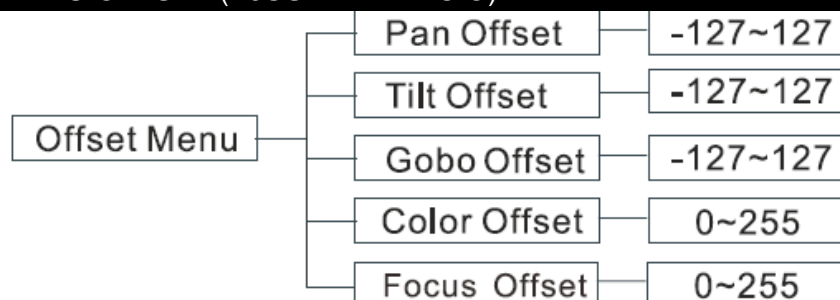 Pan Offset -127~127
Tilt Offset -127~127
Offset Menu
Gobo Offset -127~127
Color Offset 0~255
Focus Offset 0~255